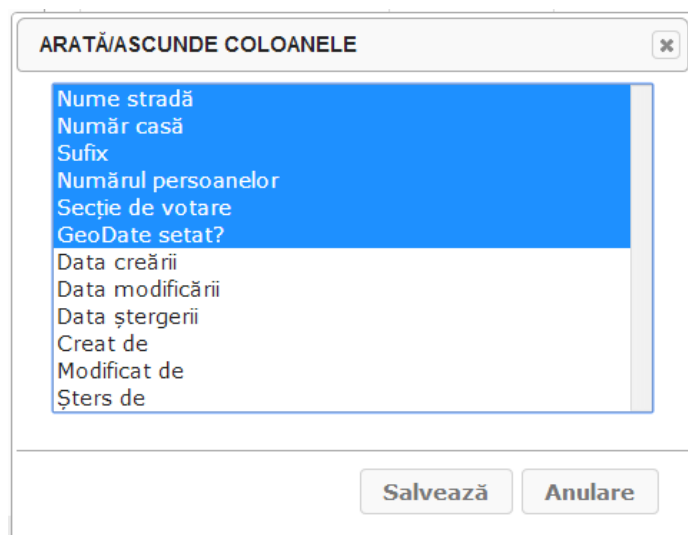 ARATĂ/ASCUNDE COLOANELE
Nume stradă
Număr casă
Sufix
Numărul persoanelor
Secție de votare
GeoDate setat?
Data creării
Data modificării
Data ștergerii
Creat de
Modificat de
Șters de
Salvează Anulare